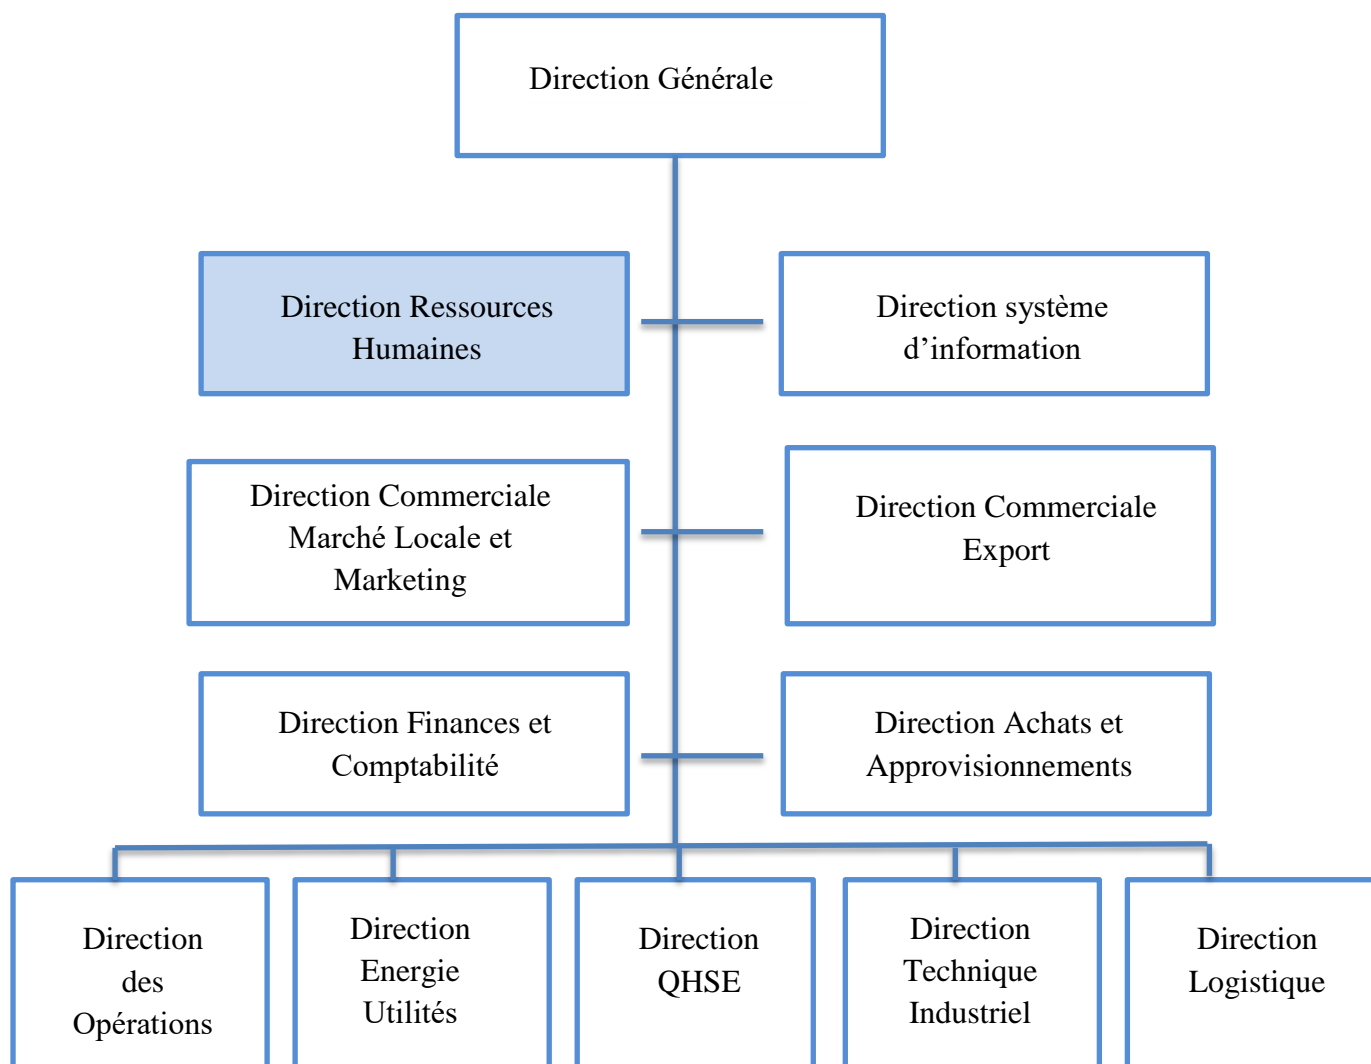 Direction Générale
Direction Ressources
Humaines
Direction système
d’information
Direction Commerciale
Marché Locale et
Marketing
Direction Commerciale
Export
Direction Finances et
Comptabilité
Direction Achats et
Approvisionnements
Direction
des
Opérations
Direction
Energie
Utilités
Direction
QHSE
Direction
Technique
Industriel
Direction
Logistique